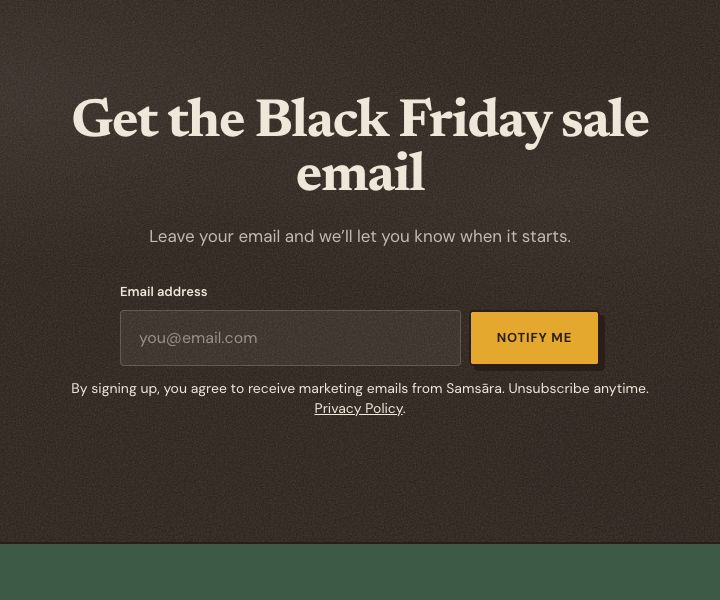 Get the Black Friday sale
email
Leave your email and we’ll let you know when it starts.
Email address
you@email.com
NOTIFY ME
By signing up, you agree to receive marketing emails from Samsāra. Unsubscribe anytime.
Privacy Policy.